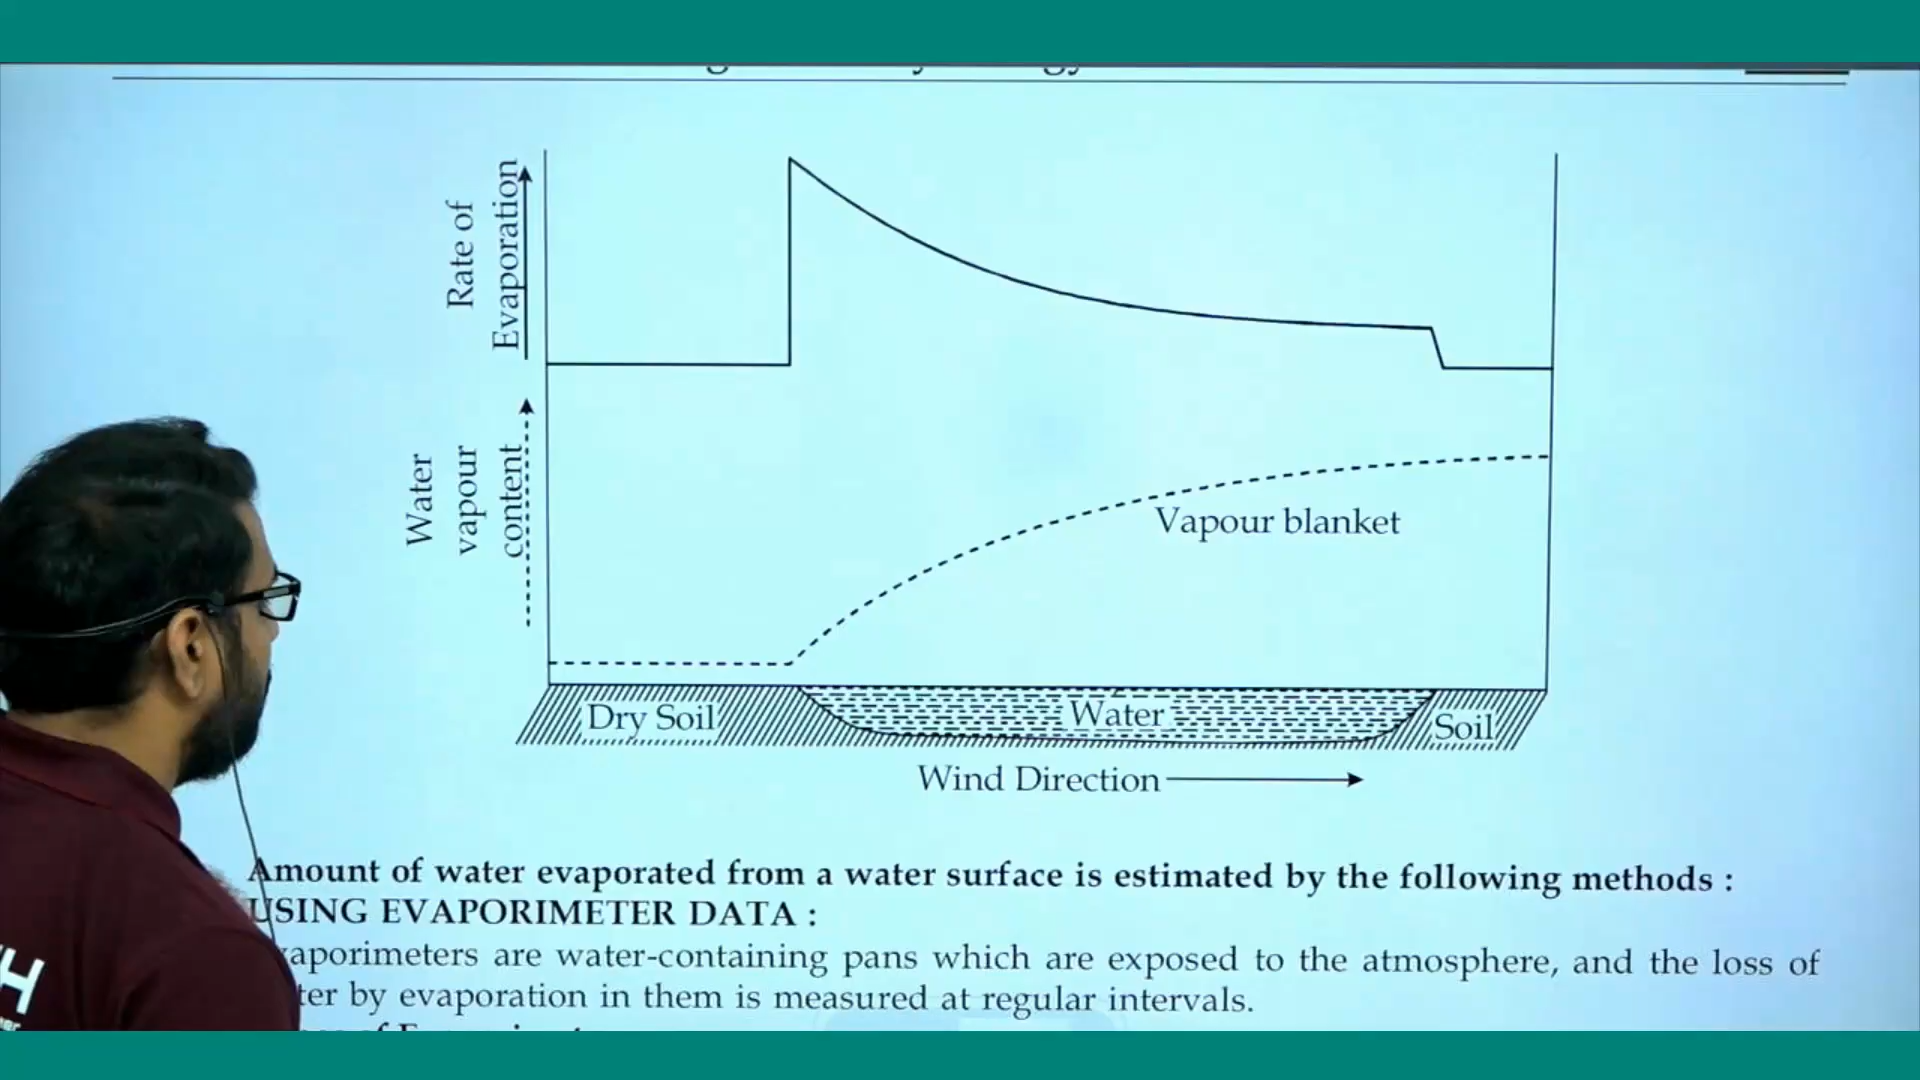 Rate of
Evaporation
Water
vapour
content
Vapour blanket
Dry Soil
Water
Soil
Wind Direction
Amount of water evaporated from a water surface is estimated by the following methods :
USING EVAPORIMETER DATA :
aporimeters are water-containing pans which are exposed to the atmosphere, and the loss of
ter by evaporation in them is measured at regular intervals.
H